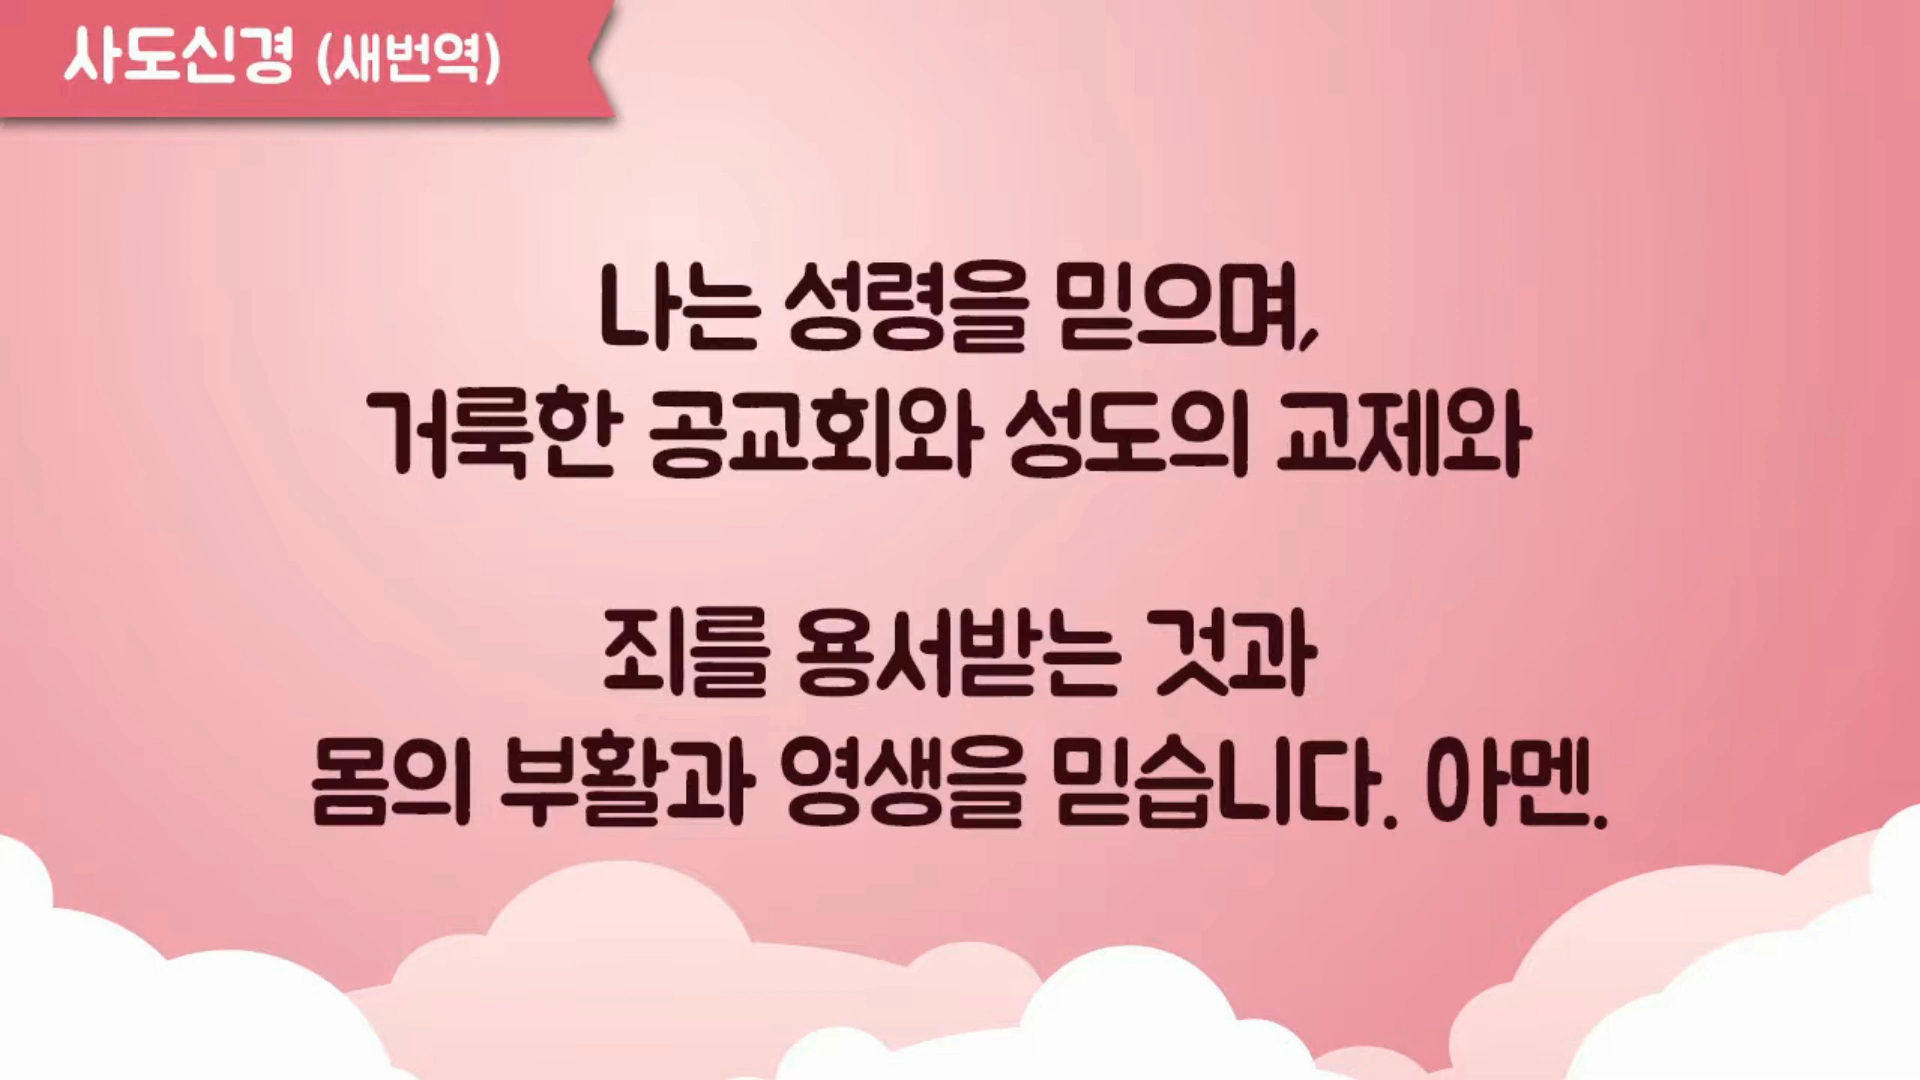 사도신경 (새번역)
나는 성령을 믿으며,
거룩한 공교회와 성도의 교제와
죄를 용서받는 것과
몸의 부활과 영생을 믿습니다. 아멘.